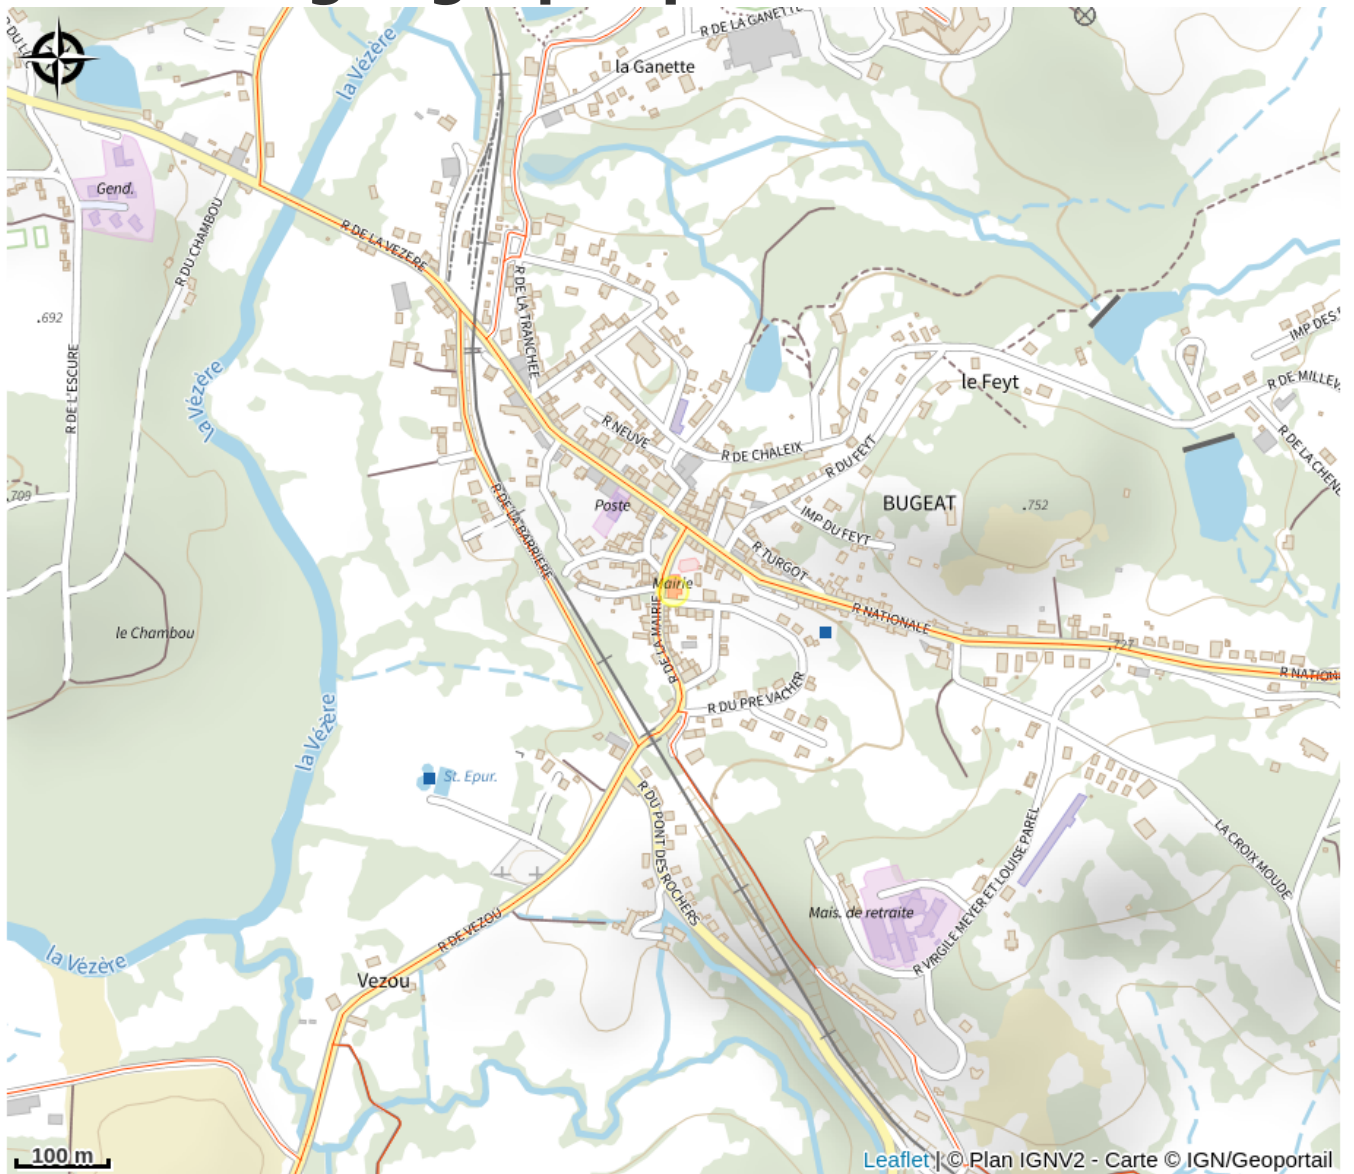 R DE LA GANETTE
la Ganette
la Vézère
Gend.
R DU CHAMBOU
R DE LA VEZERE
R DE LA TRANCHEE
.692
R DE L'ESCURE
la Vézère
IMP DES
le Feyt
R DE MILLEV
R NEUVE
R DE CHALEIX
R DU FEYT
R DE LA CHENE
709
Poste
BUGEAT
.752
R DE LA BARRIERE
IMP DU FEYT
R TURGOT
Mairie
R NATIONALE
le Chambou
R DE LA MAIRIE
.727
R NATION
la Vézère
R DU PRE VACHER
St. Epur.
R DU PONT DES ROCHERS
LA CROIX MOUDE
R VIRGILE MEYER ET LOUISE PAREL
Mais. de retraite
R DE VEZOU
la Vézère
Vezou
100 m
Leaflet | © Plan IGNV2 - Carte © IGN/Geoportail